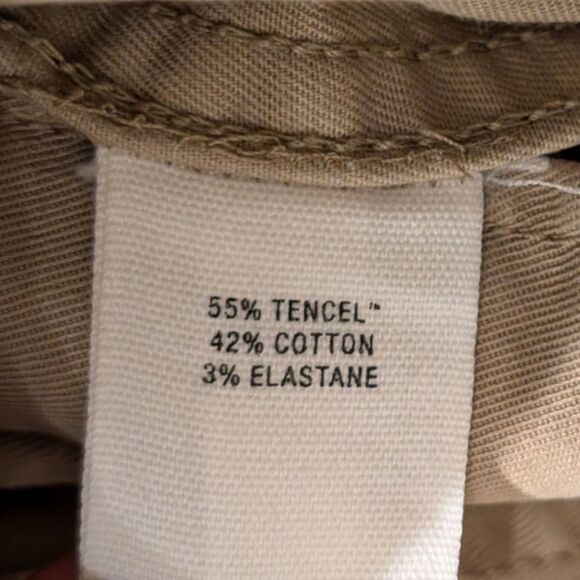 55% TENCEL™
42% COTTON
3% ELASTANE